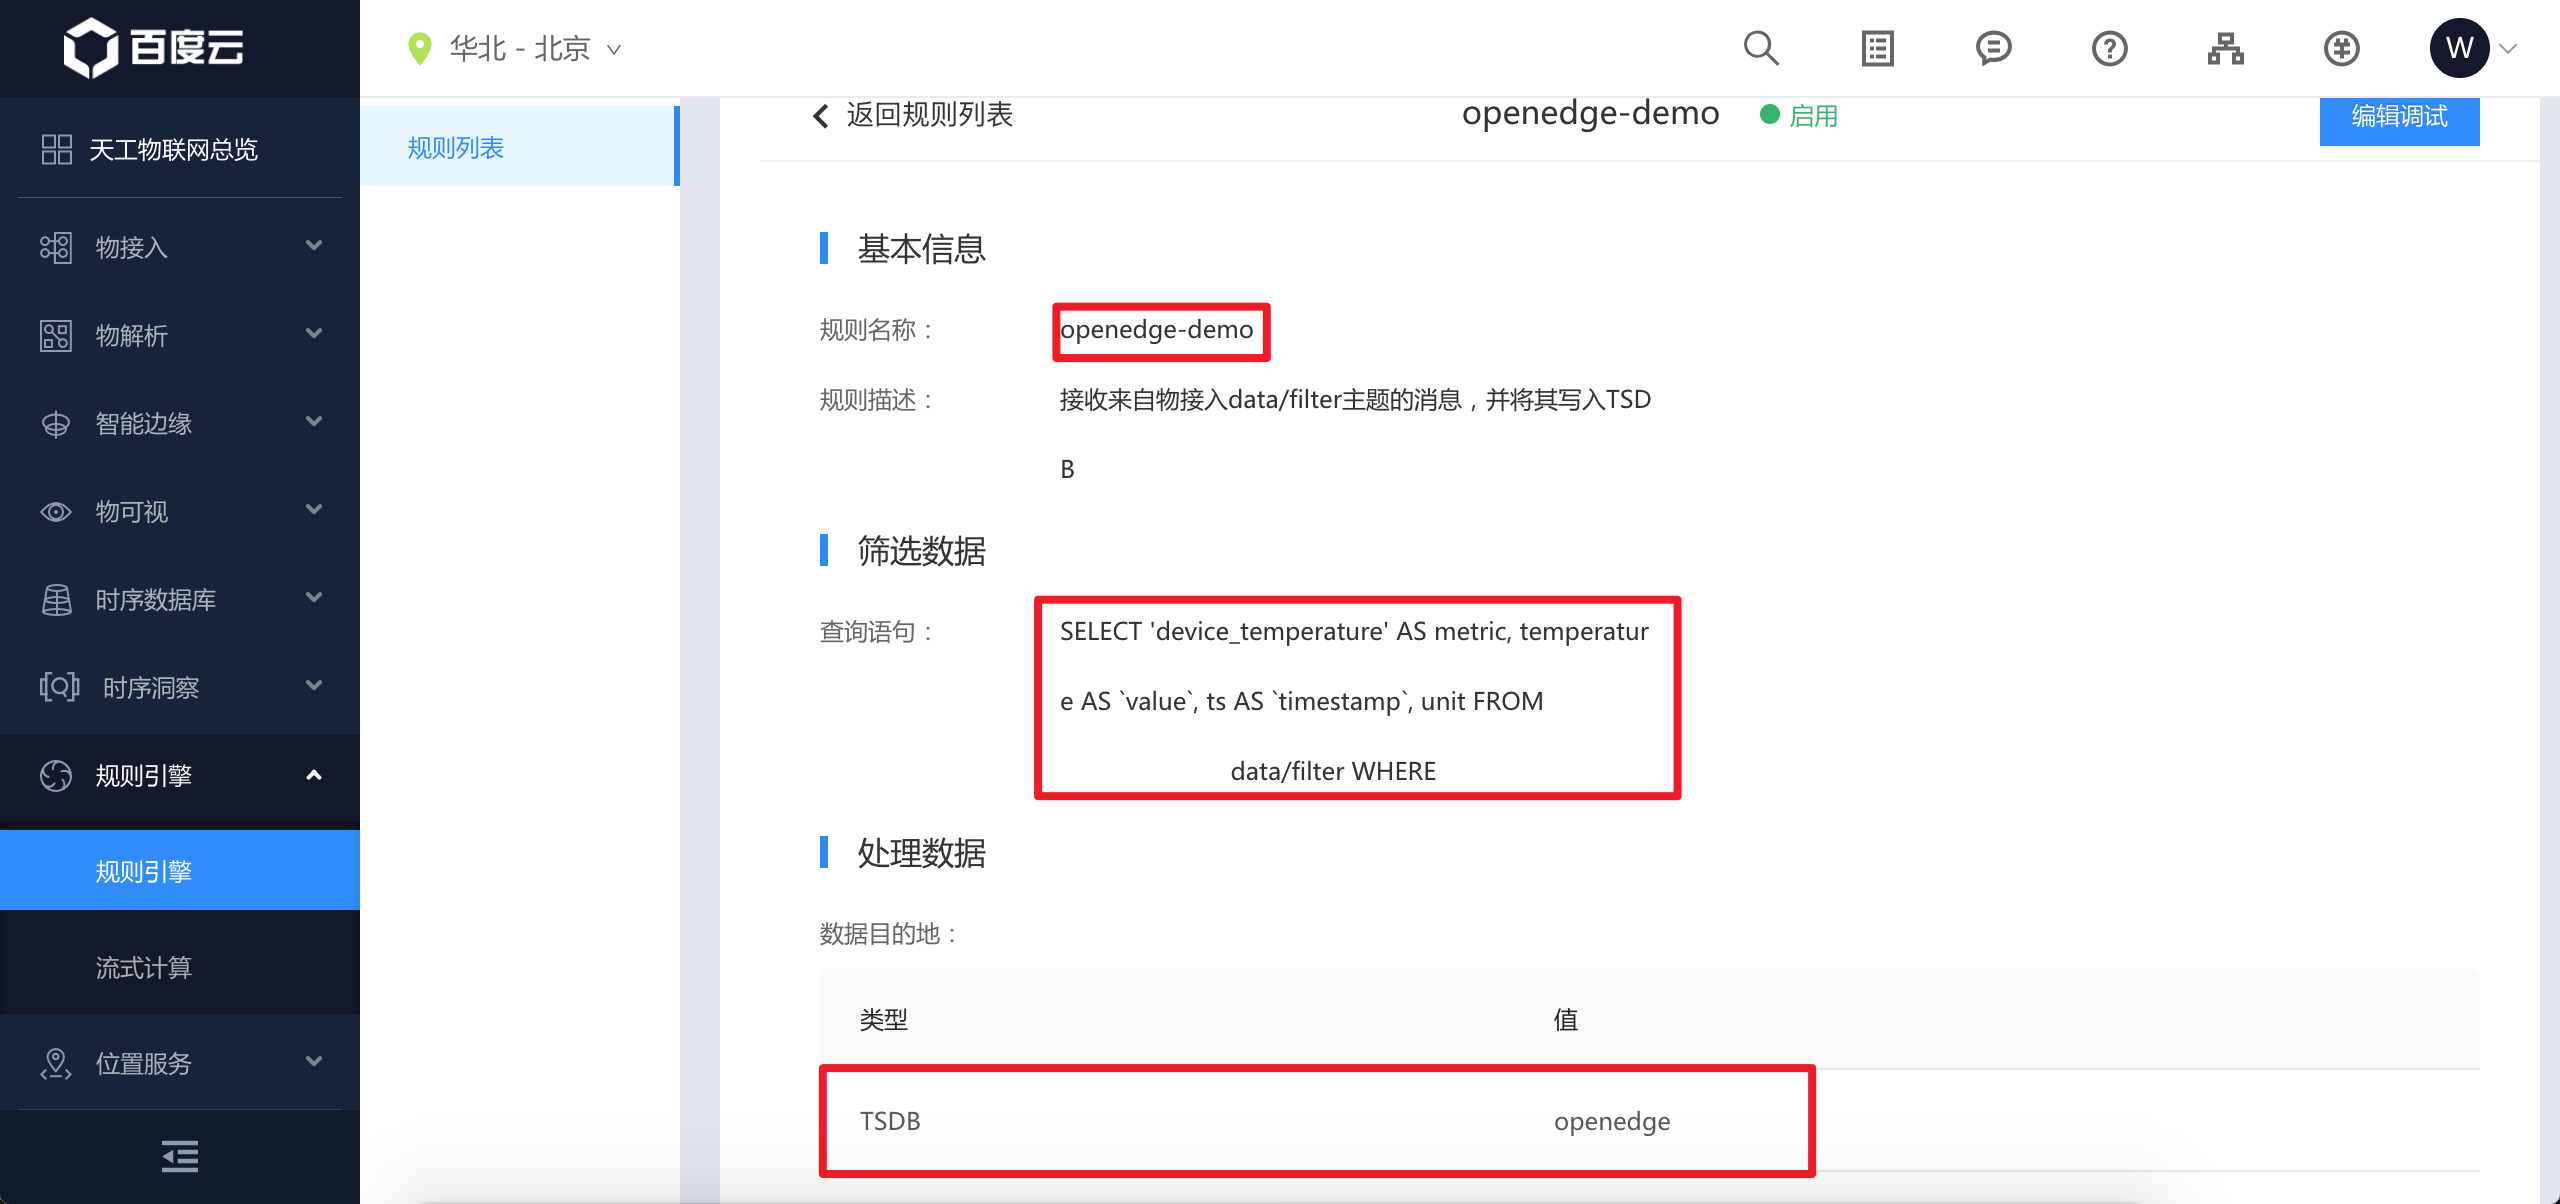 百度云
华北 - 北京
W
天工物联网总览
物接入
物解析
智能边缘
物可视
时序数据库
时序洞察
规则引擎
规则引擎
流式计算
位置服务
规则列表
返回规则列表
openedge-demo
启用
编辑调试
基本信息
规则名称：
openedge-demo
规则描述：
接收来自物接入data/filter主题的消息，并将其写入TSD
B
筛选数据
查询语句：
SELECT 'device_temperature' AS metric, temperatur
e AS `value`, ts AS `timestamp`, unit FROM
data/filter WHERE
处理数据
数据目的地：
类型
值
TSDB
openedge